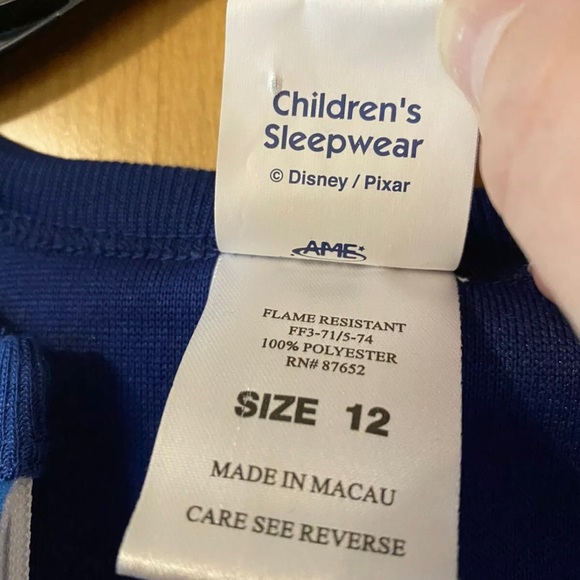 Children's
Sleepwear
© Disney / Pixar
AME
FLAME RESISTANT
FF3-71/5-74
100% POLYESTER
RN# 87652
SIZE 12
MADE IN MACAU
CARE SEE REVERSE